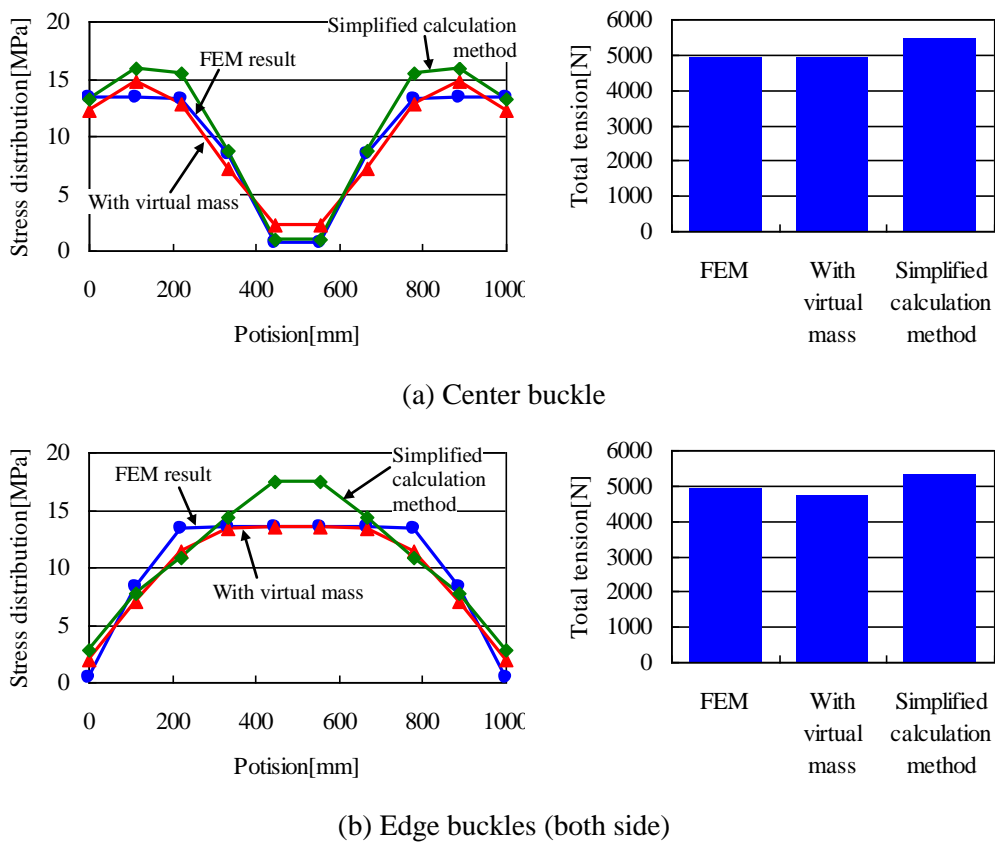 20
15
10
5
0
Stress distribution[MPa]
FEM result
Simplified calculation
method
With virtual mass
0 200 400 600 800 1000
Potision[mm]
6000
5000
4000
3000
2000
1000
0
Total tension[N]
FEM With Simplified
virtual calculation
mass method
(a) Center buckle
20
15
10
5
0
Stress distribution[MPa]
FEM result
Simplified
calculation
method
With virtual mass
0 200 400 600 800 1000
Potision[mm]
6000
5000
4000
3000
2000
1000
0
Total tension[N]
FEM With Simplified
virtual calculation
mass method
(b) Edge buckles (both side)